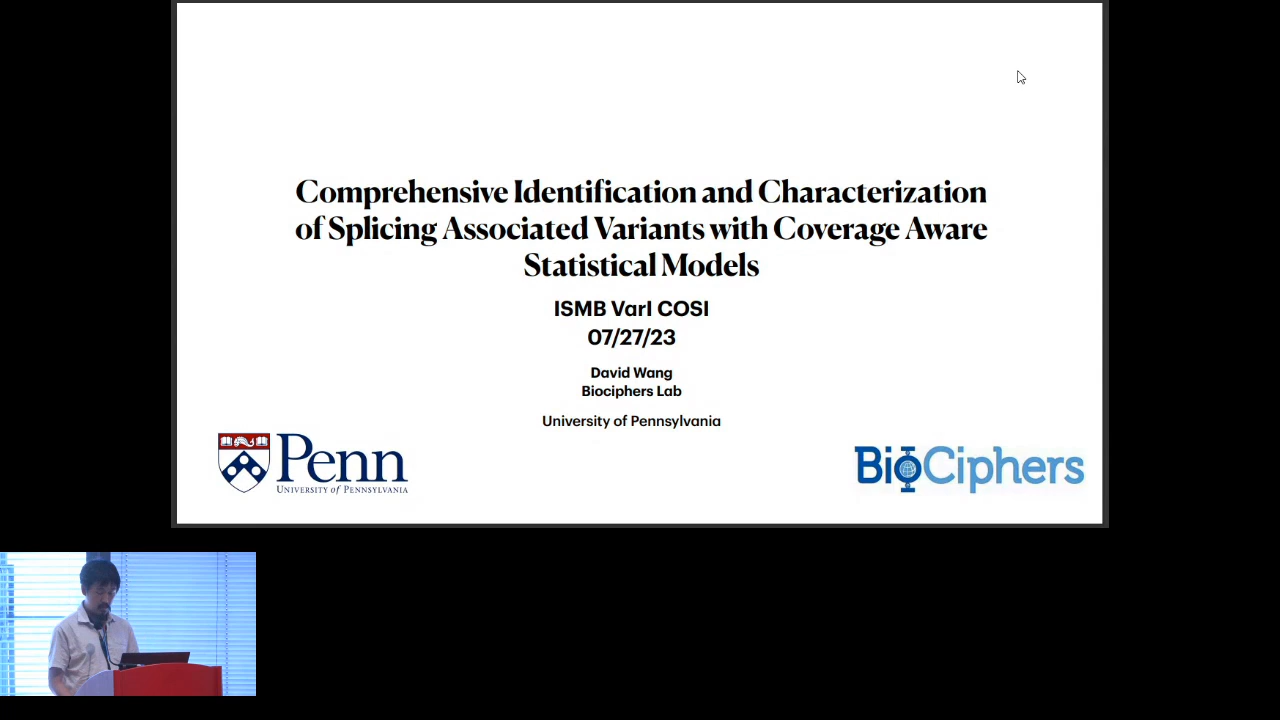 Comprehensive Identification and Characterization
of Splicing Associated Variants with Coverage Aware
Statistical Models
ISMB VarI COSI
07/27/23
David Wang
Biociphers Lab
University of Pennsylvania
Penn
UNIVERSITY of PENNSYLVANIA
BioCiphers